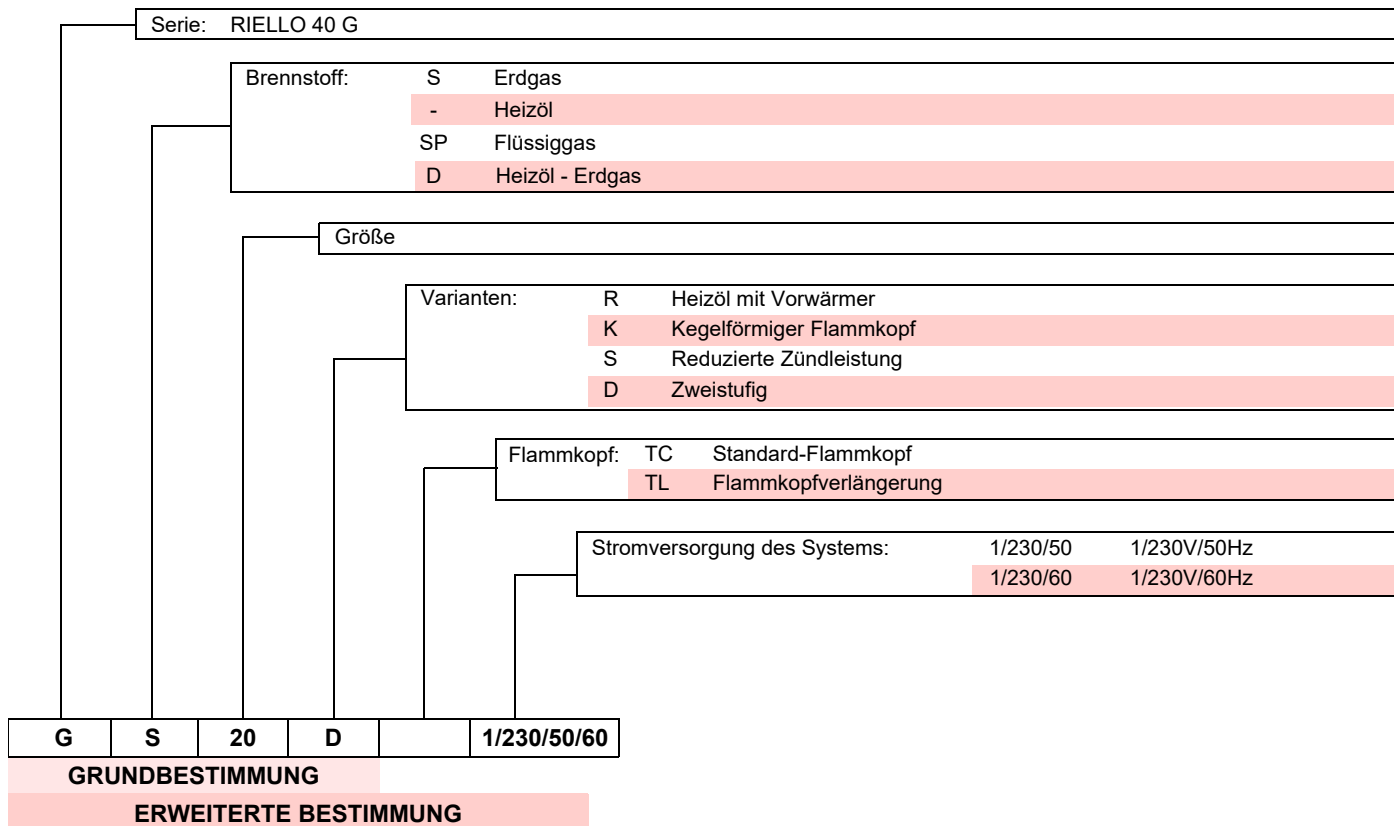 Serie: RIELLO 40 G
Brennstoff: S Erdgas
- Heizöl
SP Flüssiggas
D Heizöl - Erdgas
Größe
Varianten: R Heizöl mit Vorwärmer
K Kegelförmiger Flammkopf
S Reduzierte Zündleistung
D Zweistufig
Flammkopf: TC Standard-Flammkopf
TL Flammkopfverlängerung
Stromversorgung des Systems: 1/230/50 1/230V/50Hz
1/230/60 1/230V/60Hz
G S 20 D 1/230/50/60
GRUNDBESTIMMUNG
ERWEITERTE BESTIMMUNG